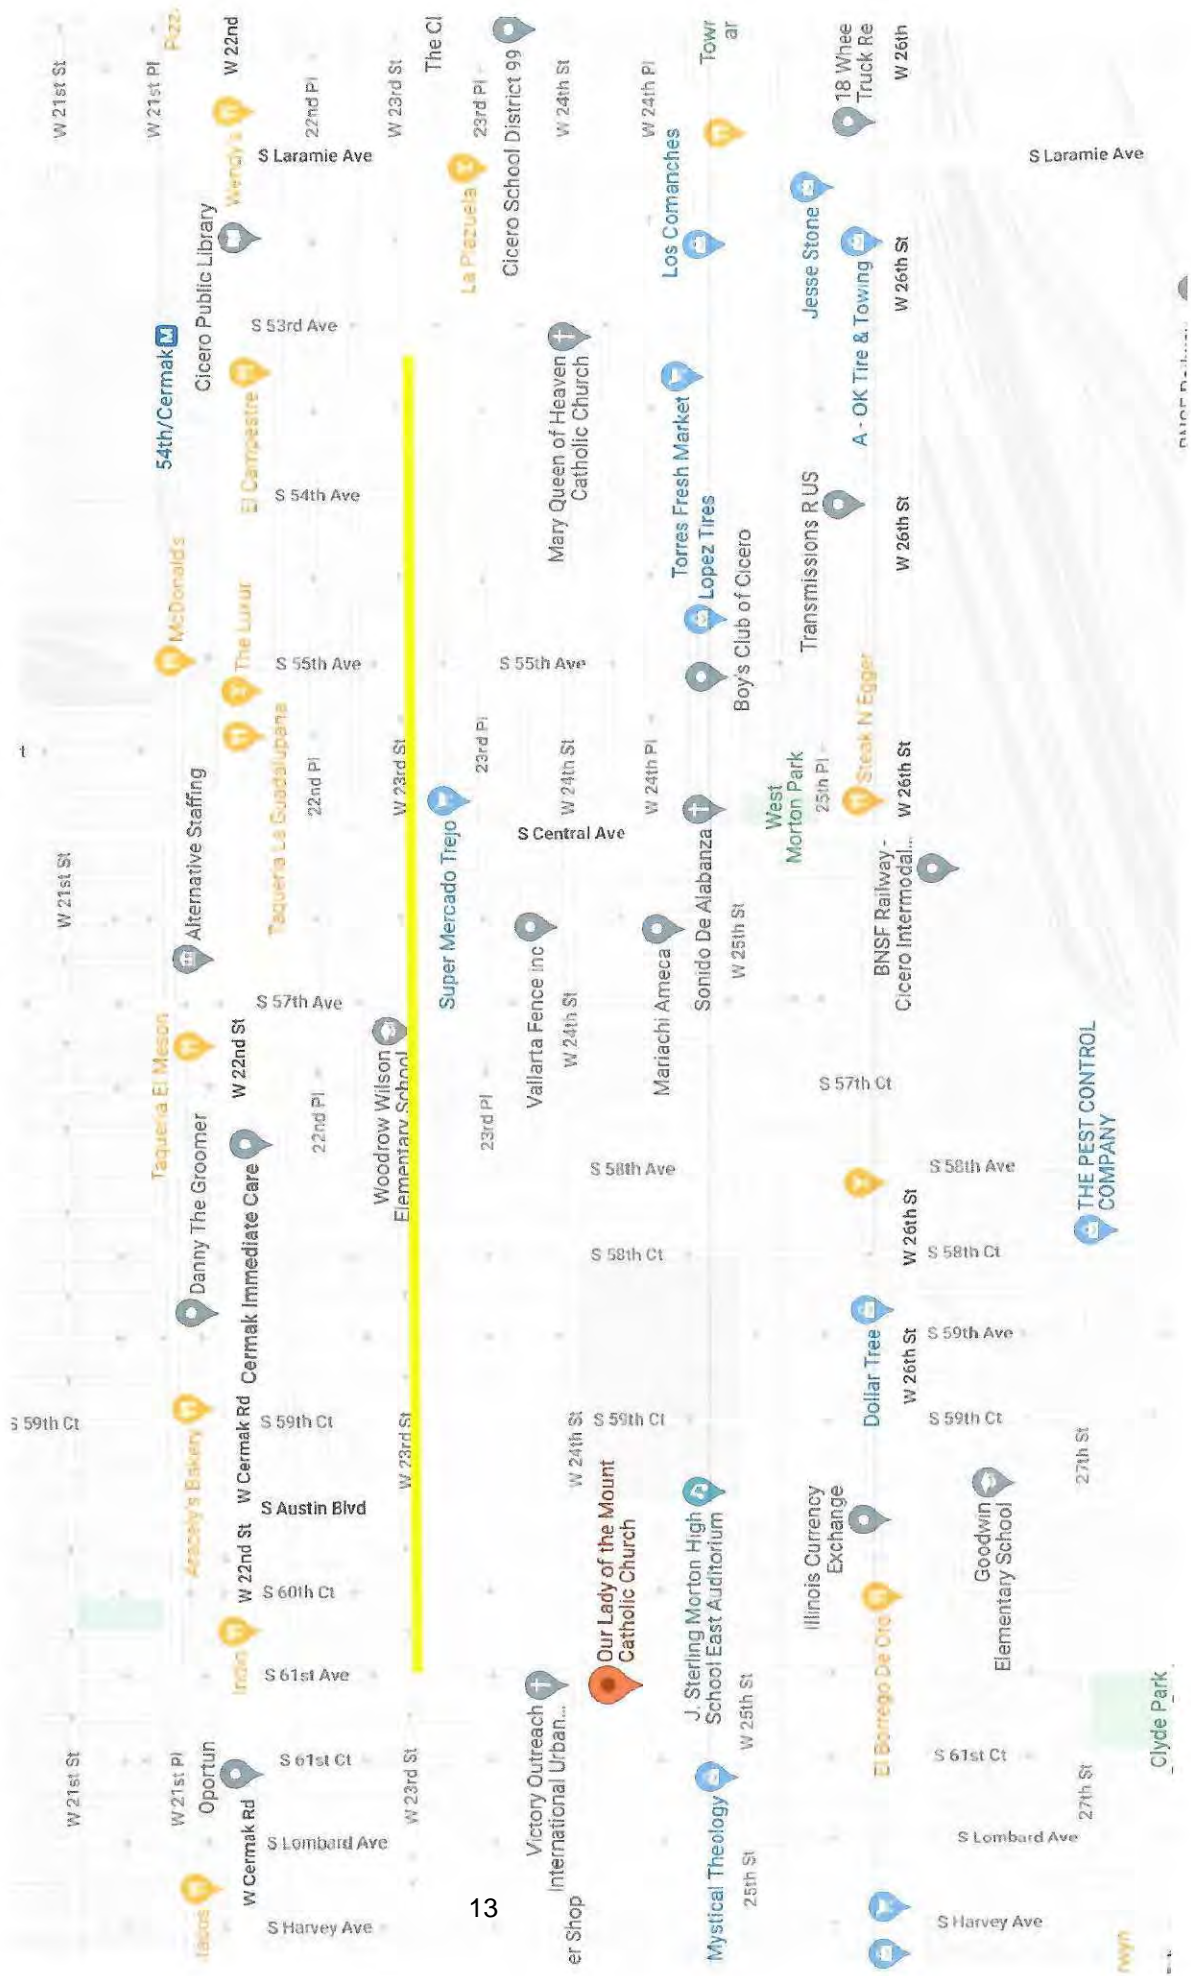 W 21st St
W 21st St
W 21st St
S 59th Ct
W 21st Pl
W 21st Pl
Oportun
Tacos
Aracely's Bakery
Danny The Groomer
Taqueria El Meson
Alternative Staffing
McDonald's
54th/Cermak
M
Cicero Public Library
Wendy's
W 22nd
W Cermak Rd
W 22nd St
W Cermak Rd
Cermak Immediate Care
W 22nd St
Taqueria La Guadalupana
The Luxur
El Campestre
S Harvey Ave
S Lombard Ave
S 61st Ct
S 61st Ave
S 60th Ct
S Austin Blvd
S 59th Ct
S 57th Ave
S 55th Ave
S 54th Ave
S 53rd Ave
S Laramie Ave
22nd Pl
22nd Pl
22nd Pl
W 23rd St
W 23rd St
Woodrow Wilson
Elementary School
W 23rd St
W 23rd St
The Cl
Super Mercado Trejo
La Plazuela
23rd Pl
23rd Pl
23rd Pl
Cicero School District 99
Victory Outreach
International Urban...
er Shop
Vallarta Fence Inc
S Central Ave
S 55th Ave
Mary Queen of Heaven
Catholic Church
W 24th St
W 24th St
W 24th St
W 24th St
Our Lady of the Mount
Catholic Church
S 59th Ct
S 58th Ct
S 58th Ave
Mariachi Ameca
W 24th Pl
W 24th Pl
Los Comanches
Torres Fresh Market
Lopez Tires
Boy's Club of Cicero
Sonido De Alabanza
J. Sterling Morton High
School East Auditorium
Mystical Theology
25th St
W 25th St
W 25th St
West
Morton Park
25th Pl
Transmissions R US
Jesse Stone
A - OK Tire & Towing
18 Whee
Truck Re
Illinois Currency
Exchange
El Borrego De Oro
Dollar Tree
S 57th Ct
Steak N Egger
BNSF Railway -
Cicero Intermodal...
W 26th St
W 26th St
W 26th St
W 26th St
W 26th St
W 26th
S Harvey Ave
S Lombard Ave
S 61st Ct
Goodwin
Elementary School
S 59th Ct
S 59th Ave
S 58th Ct
S 58th Ave
S Laramie Ave
27th St
27th St
THE PEST CONTROL
COMPANY
Clyde Park
13